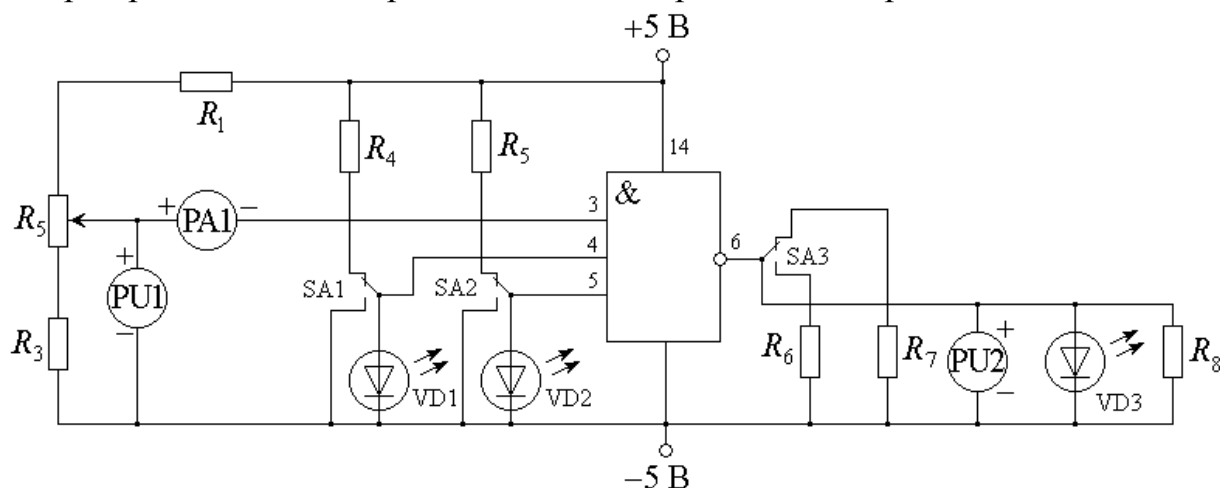 +5 В
R₁
R₄
R₅
14
&
R₅
+ PA1 −
3
4
5
6
SA3
+
PU1
−
SA1
SA2
R₃
VD1
VD2
R₆
R₇
+
PU2
−
VD3
R₈
−5 В